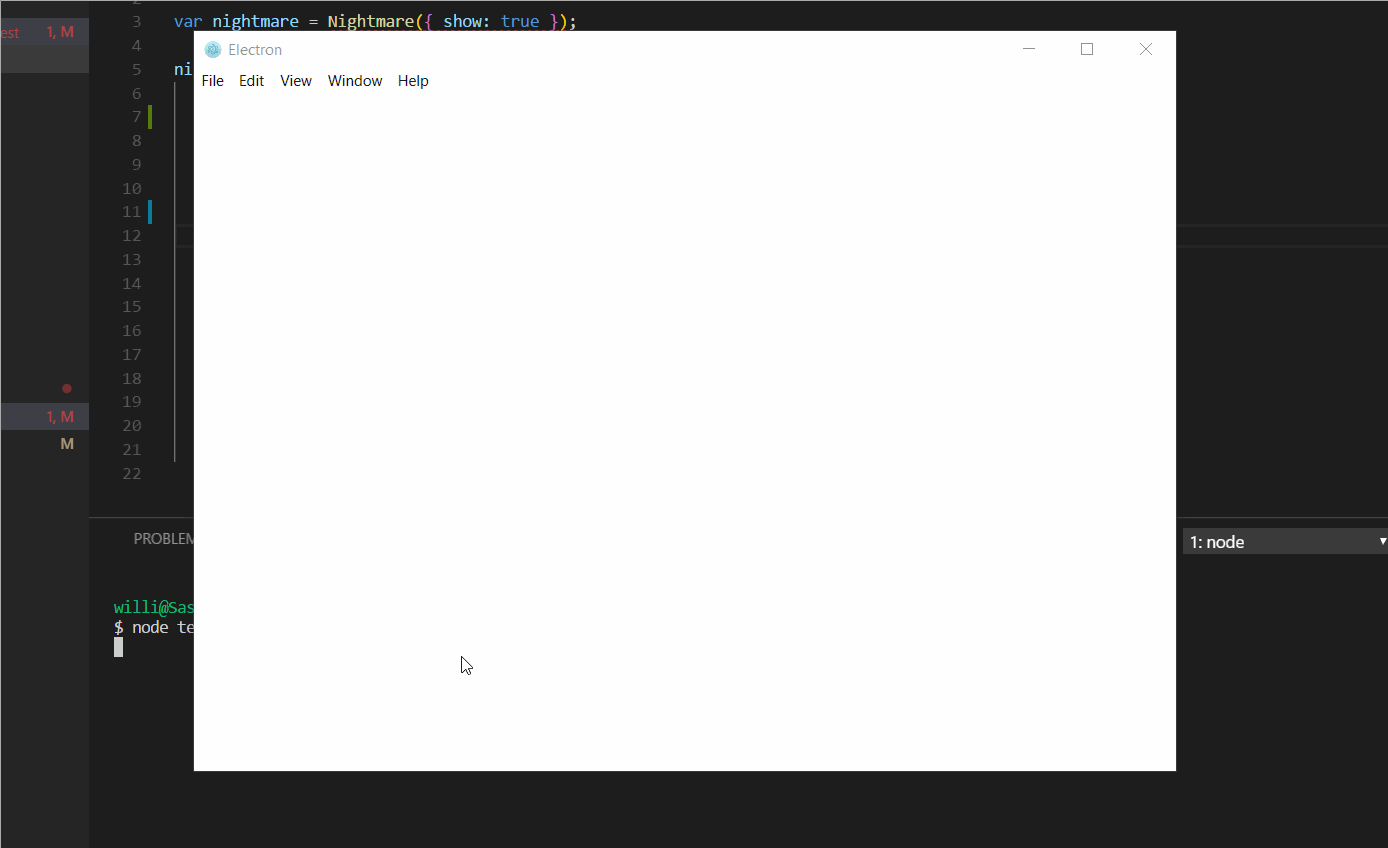 3 var nightmare = Nightmare({ show: true });
est 1, M
Electron
4
5 ni
File Edit View Window Help
6
7
8
9
10
11
12
13
14
15
16
17
18
1, M
19
20
M
21
22
PROBLEM
1: node
willi@Sas
$ node te